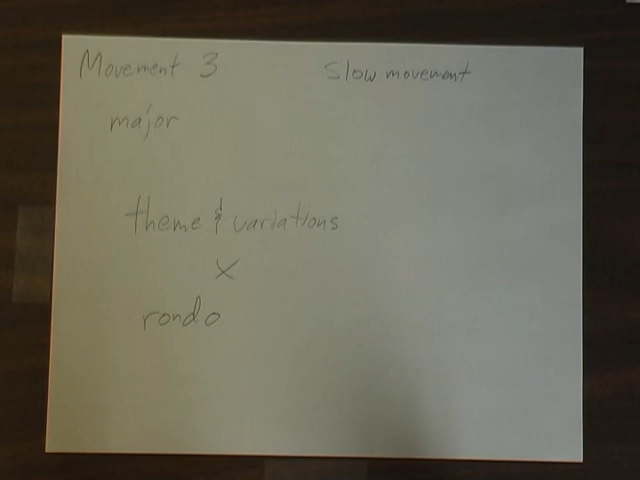 Movement 3 Slow movement
major
theme & variations
X
rondo